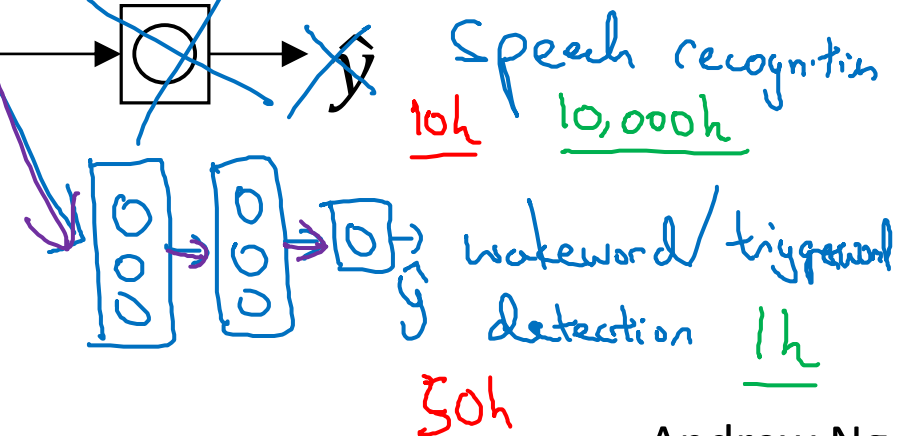 ŷ
Speech recognition
10h 10,000h
wakeword/triggerword
ŷ
detection
1h
50h
Andrew Ng